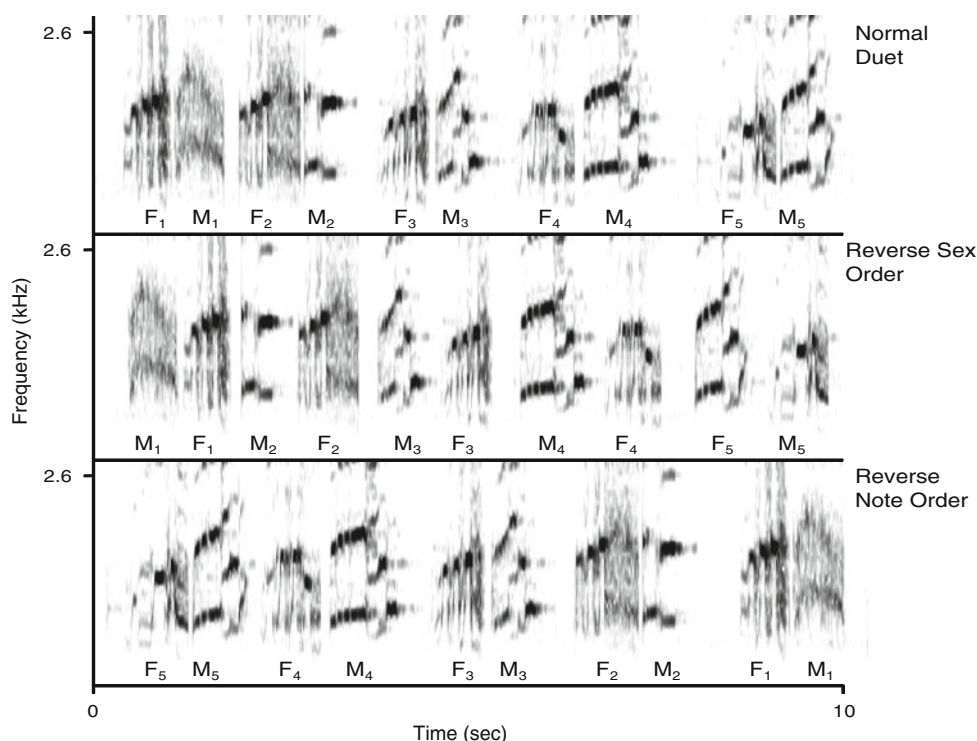 2.6
Normal
Duet
F₁ M₁ F₂ M₂ F₃ M₃ F₄ M₄ F₅ M₅
2.6
Reverse Sex
Order
Frequency (kHz)
M₁ F₁ M₂ F₂ M₃ F₃ M₄ F₄ F₅ M₅
2.6
Reverse
Note Order
F₅ M₅ F₄ M₄ F₃ M₃ F₂ M₂ F₁ M₁
0 10
Time (sec)